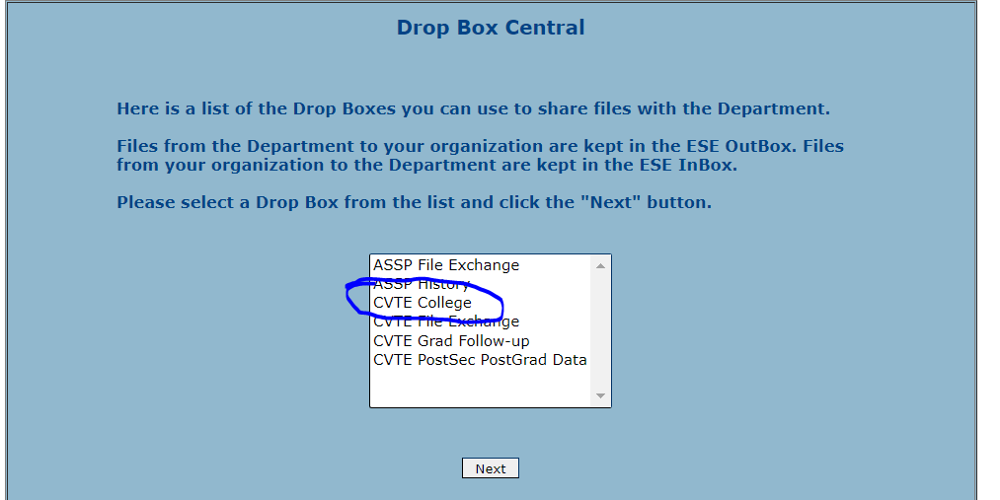 Drop Box Central
Here is a list of the Drop Boxes you can use to share files with the Department.
Files from the Department to your organization are kept in the ESE OutBox. Files
from your organization to the Department are kept in the ESE InBox.
Please select a Drop Box from the list and click the "Next" button.
ASSP File Exchange
ASSP History
CVTE College
CVTE File Exchange
CVTE Grad Follow-up
CVTE PostSec PostGrad Data
Next